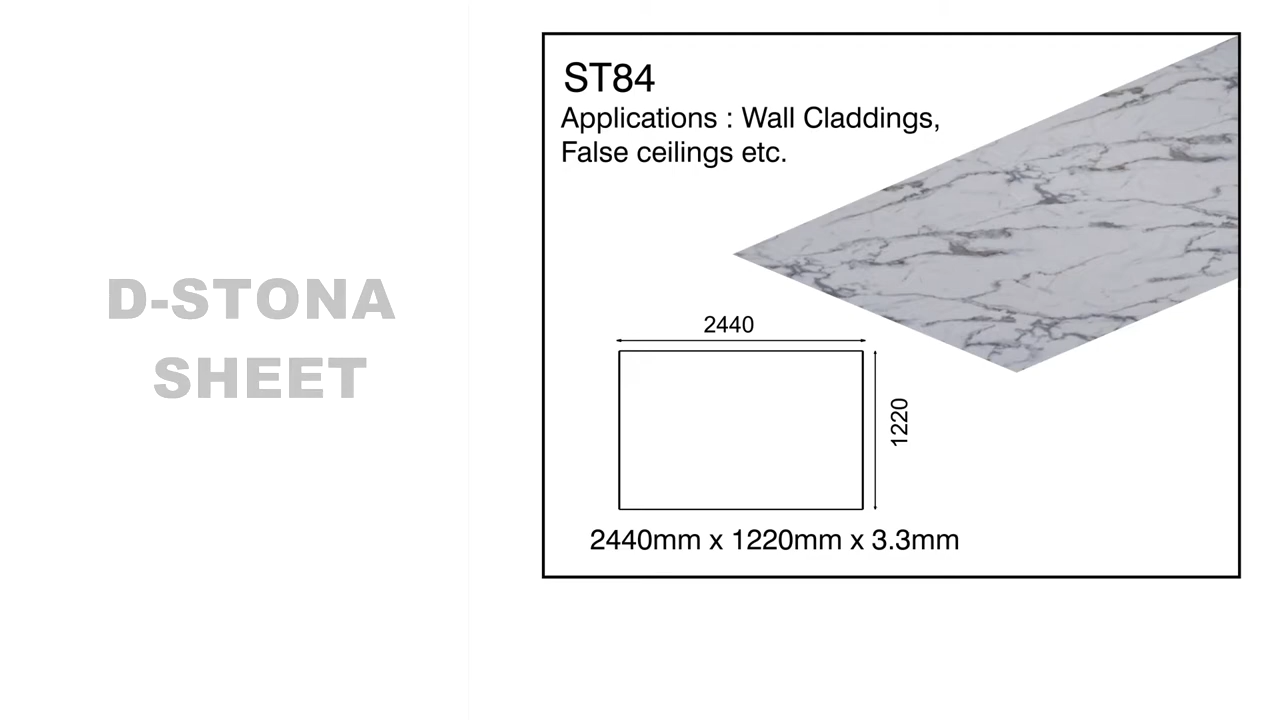 D-STONA
SHEET
ST84
Applications : Wall Claddings,
False ceilings etc.
2440
1220
2440mm x 1220mm x 3.3mm